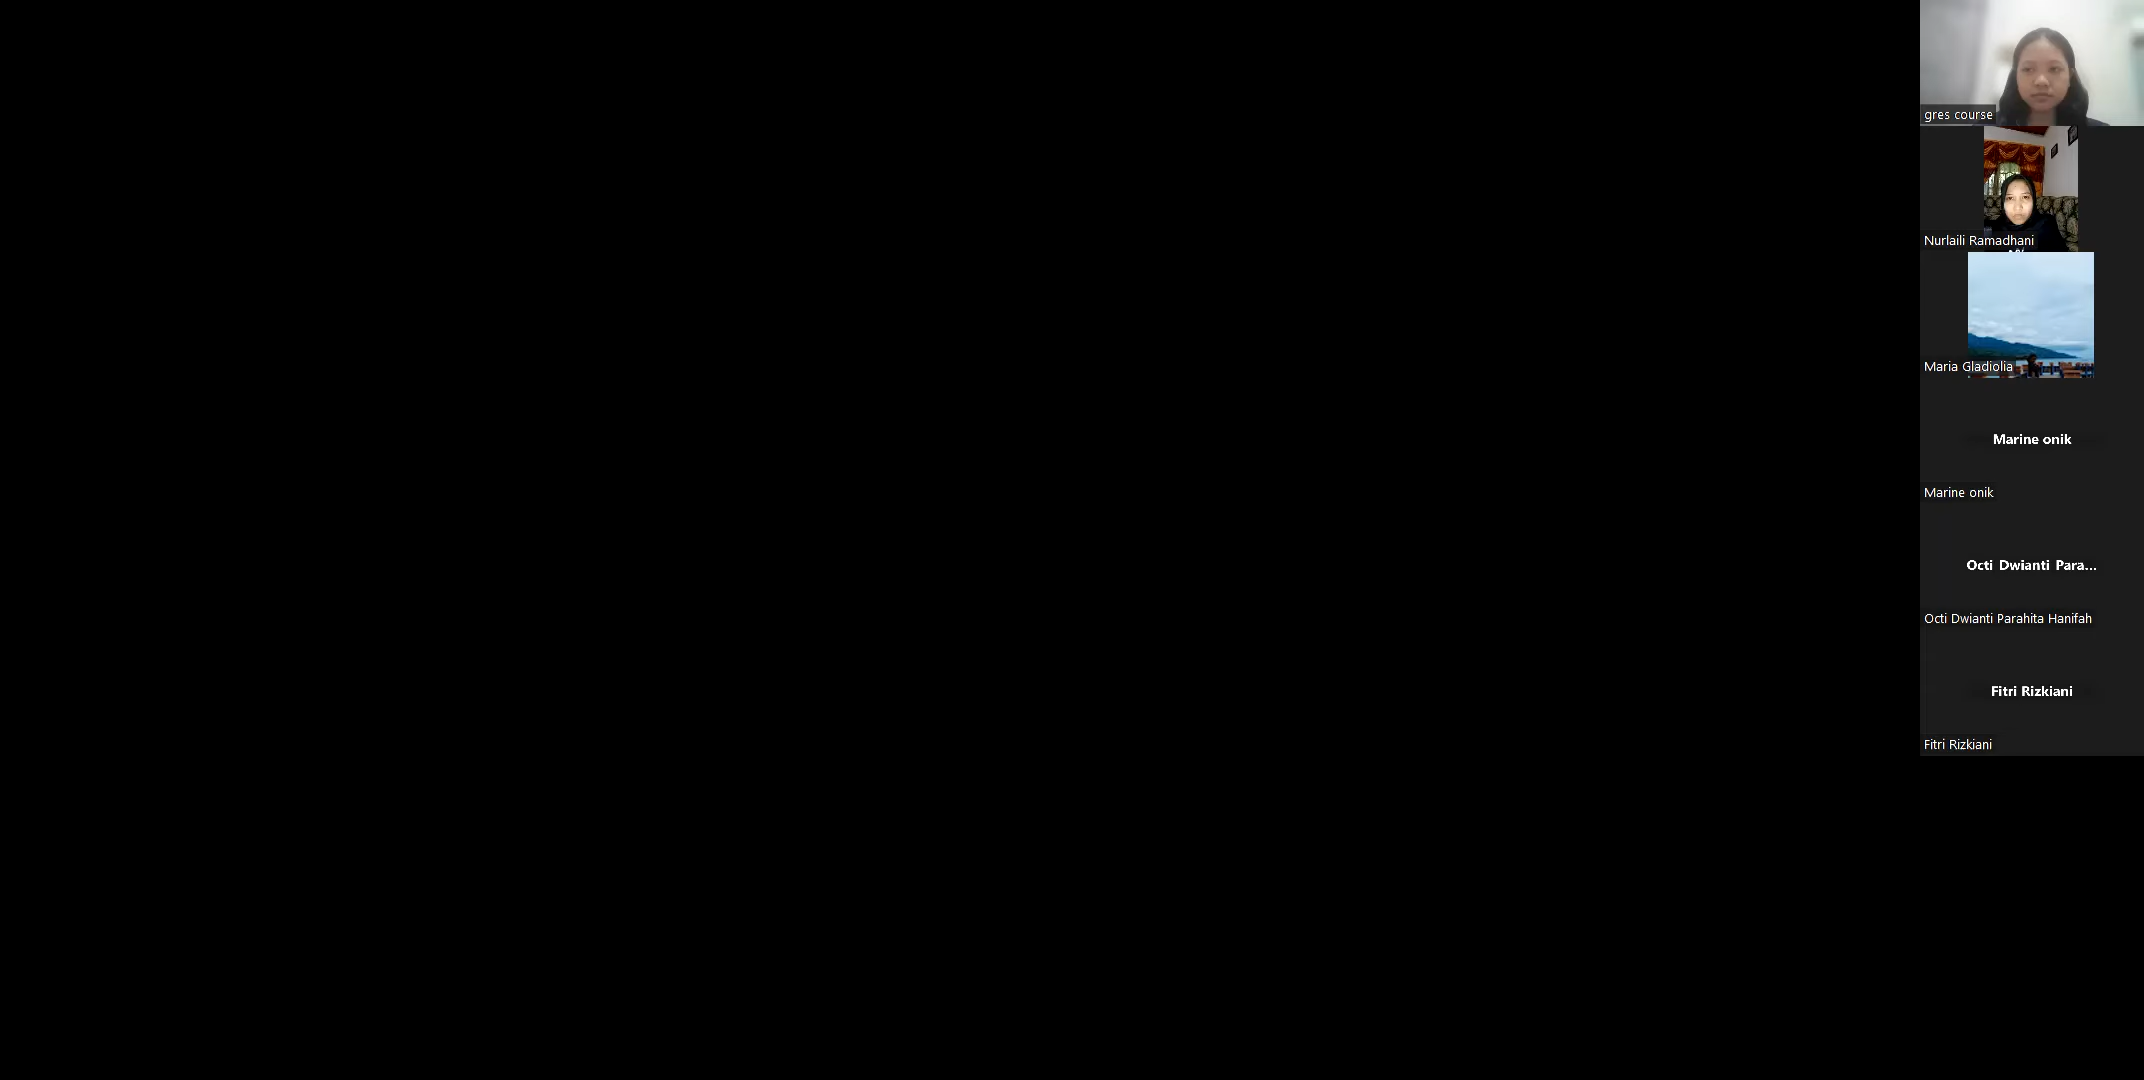 gres course
Nurlaili Ramadhani
Maria Gladiolia
Marine onik
Marine onik
Octi Dwianti Para...
Octi Dwianti Parahita Hanifah
Fitri Rizkiani
Fitri Rizkiani